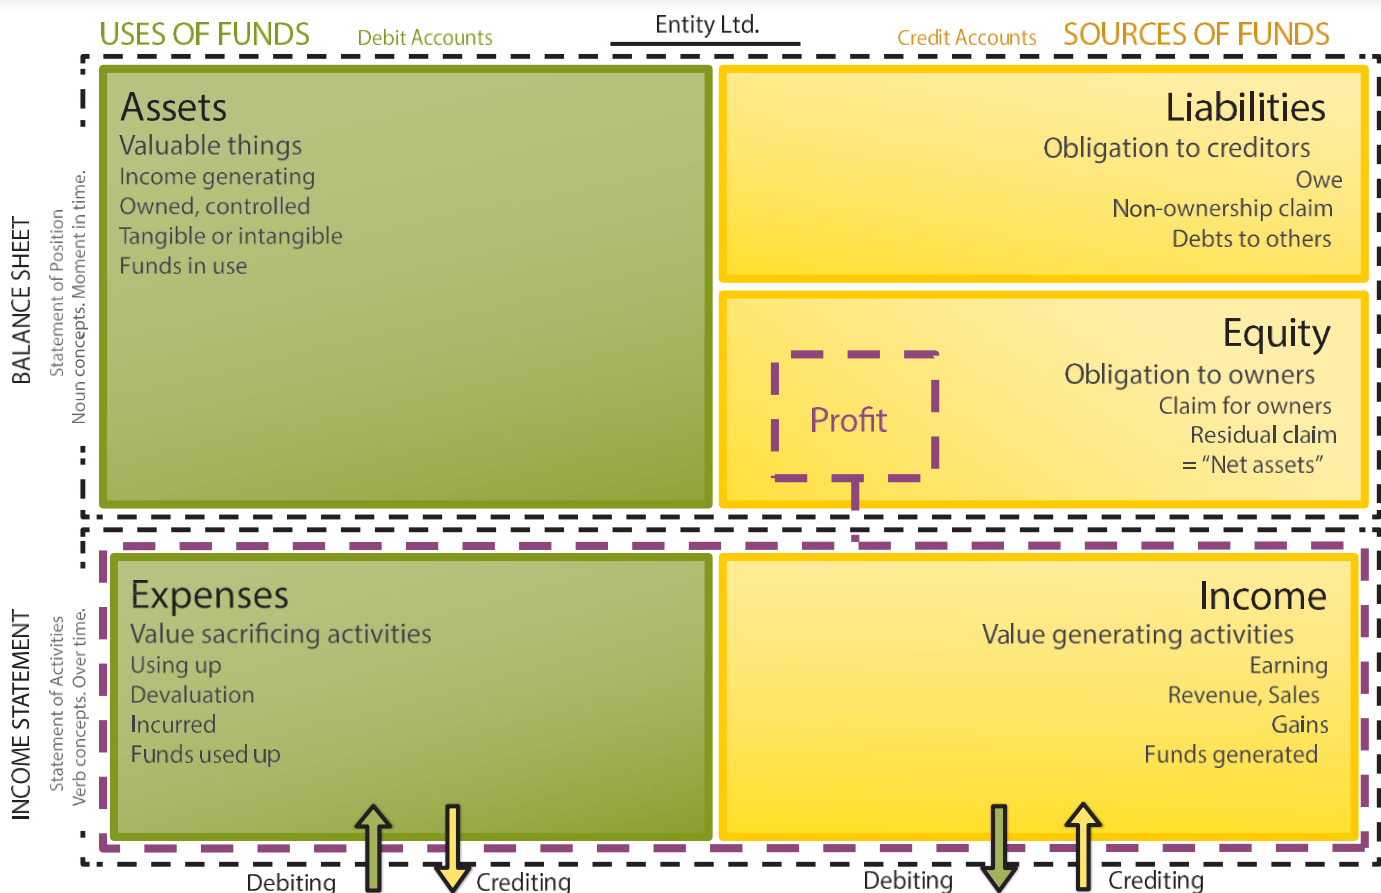 USES OF FUNDS Debit Accounts Entity Ltd. Credit Accounts SOURCES OF FUNDS
BALANCE SHEET
Statement of Position
Noun concepts. Moment in time.
Assets
Valuable things
Income generating
Owned, controlled
Tangible or intangible
Funds in use
Liabilities
Obligation to creditors
Owe
Non-ownership claim
Debts to others
Equity
Obligation to owners
Claim for owners
Residual claim
= “Net assets”
Profit
INCOME STATEMENT
Statement of Activities
Verb concepts. Over time.
Expenses
Value sacrificing activities
Using up
Devaluation
Incurred
Funds used up
Income
Value generating activities
Earning
Revenue, Sales
Gains
Funds generated
Debiting Crediting Debiting Crediting